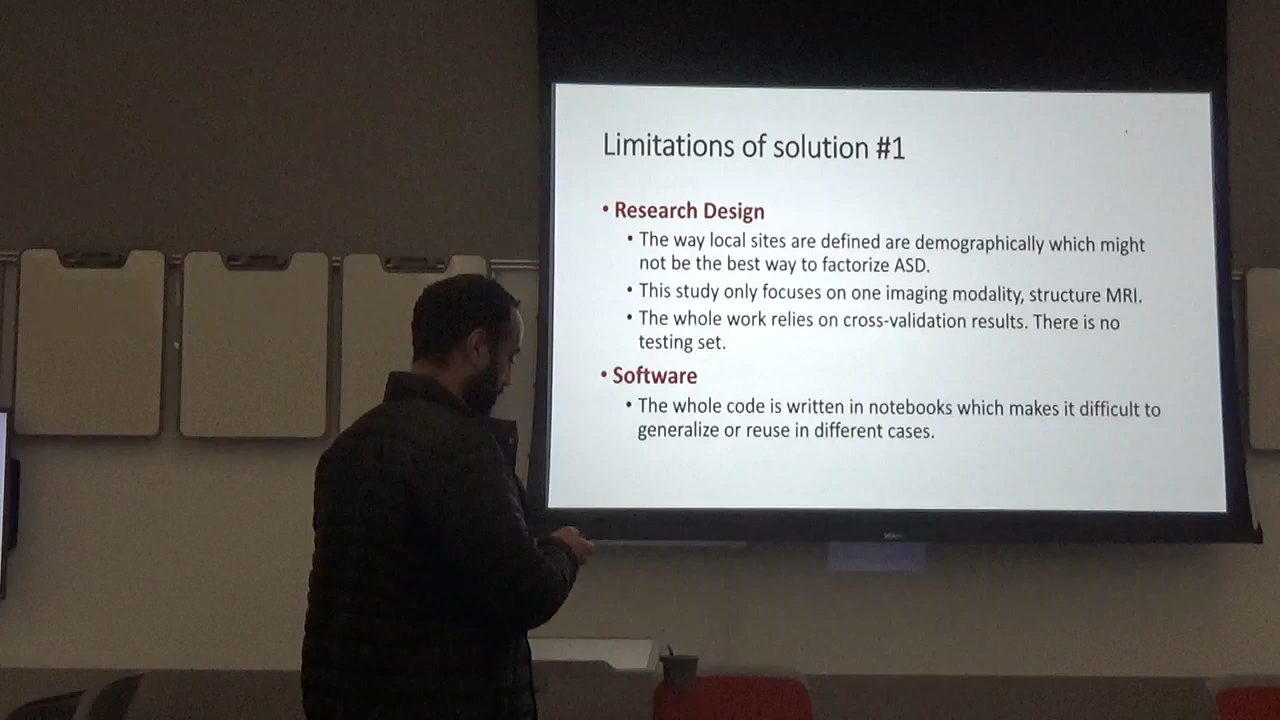 Limitations of solution #1
• Research Design
• The way local sites are defined are demographically which might
not be the best way to factorize ASD.
• This study only focuses on one imaging modality, structure MRI.
• The whole work relies on cross-validation results. There is no
testing set.
• Software
• The whole code is written in notebooks which makes it difficult to
generalize or reuse in different cases.